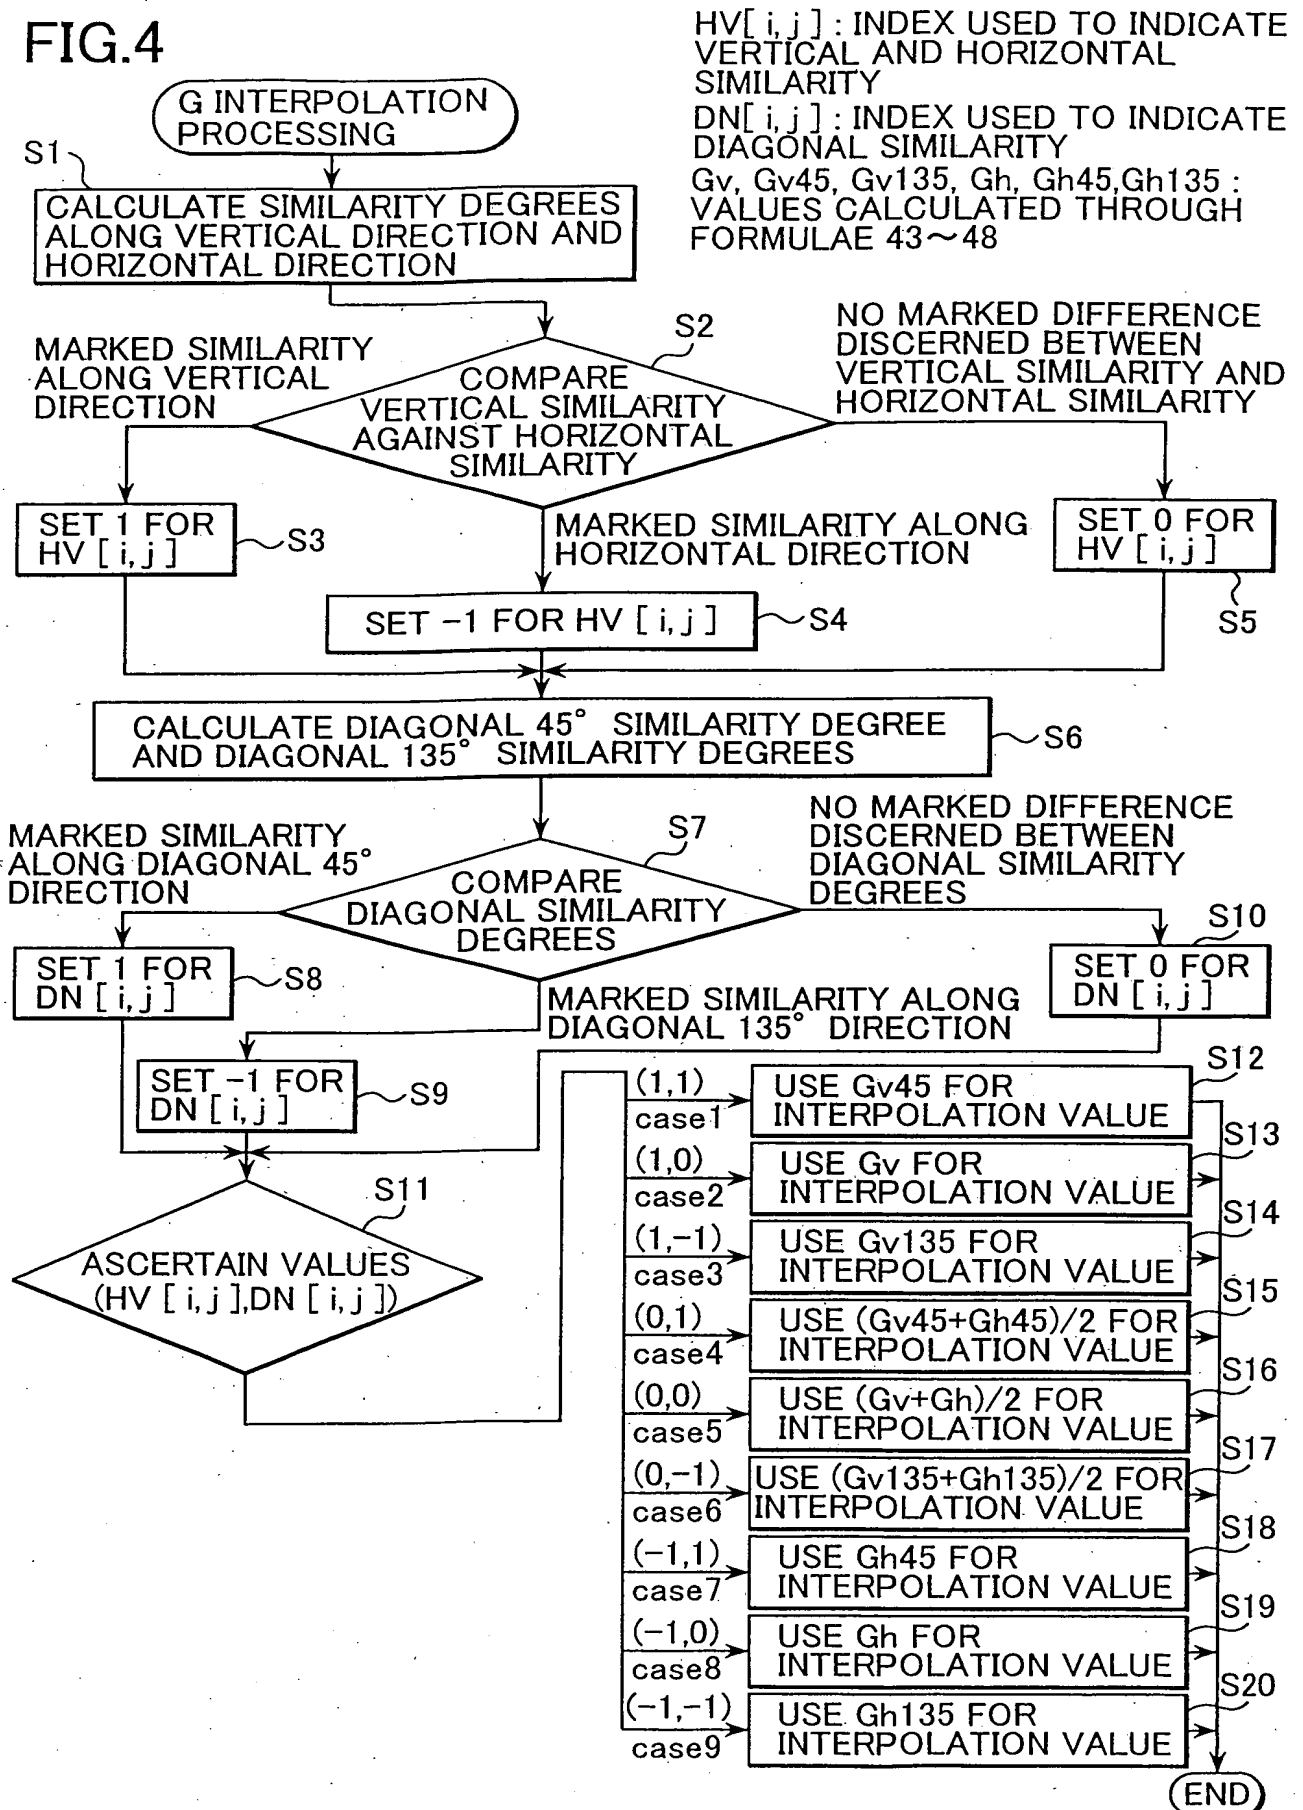 FIG.4
HV[ i,j ] : INDEX USED TO INDICATE
VERTICAL AND HORIZONTAL
SIMILARITY
DN[ i,j ] : INDEX USED TO INDICATE
DIAGONAL SIMILARITY
Gv, Gv45, Gv135, Gh, Gh45,Gh135 :
VALUES CALCULATED THROUGH
FORMULAE 43～48
G INTERPOLATION
PROCESSING
S1
CALCULATE SIMILARITY DEGREES
ALONG VERTICAL DIRECTION AND
HORIZONTAL DIRECTION
S2
COMPARE
VERTICAL SIMILARITY
AGAINST HORIZONTAL
SIMILARITY
MARKED SIMILARITY
ALONG VERTICAL
DIRECTION
NO MARKED DIFFERENCE
DISCERNED BETWEEN
VERTICAL SIMILARITY AND
HORIZONTAL SIMILARITY
SET 1 FOR
HV [ i,j ]
S3
MARKED SIMILARITY ALONG
HORIZONTAL DIRECTION
SET 0 FOR
HV [ i,j ]
S5
SET -1 FOR HV [ i,j ]
S4
CALCULATE DIAGONAL 45° SIMILARITY DEGREE
AND DIAGONAL 135° SIMILARITY DEGREES
S6
MARKED SIMILARITY
ALONG DIAGONAL 45°
DIRECTION
S7
COMPARE
DIAGONAL SIMILARITY
DEGREES
NO MARKED DIFFERENCE
DISCERNED BETWEEN
DIAGONAL SIMILARITY
DEGREES
SET 1 FOR
DN [ i,j ]
S8
MARKED SIMILARITY ALONG
DIAGONAL 135° DIRECTION
S10
SET 0 FOR
DN [ i,j ]
SET -1 FOR
DN [ i,j ]
S9
S11
ASCERTAIN VALUES
(HV [ i,j ],DN [ i,j ])
(1,1)
case1
USE Gv45 FOR
INTERPOLATION VALUE
S12
(1,0)
case2
USE Gv FOR
INTERPOLATION VALUE
S13
(1,-1)
case3
USE Gv135 FOR
INTERPOLATION VALUE
S14
(0,1)
case4
USE (Gv45+Gh45)/2 FOR
INTERPOLATION VALUE
S15
(0,0)
case5
USE (Gv+Gh)/2 FOR
INTERPOLATION VALUE
S16
(0,-1)
case6
USE (Gv135+Gh135)/2 FOR
INTERPOLATION VALUE
S17
(-1,1)
case7
USE Gh45 FOR
INTERPOLATION VALUE
S18
(-1,0)
case8
USE Gh FOR
INTERPOLATION VALUE
S19
(-1,-1)
case9
USE Gh135 FOR
INTERPOLATION VALUE
S20
END